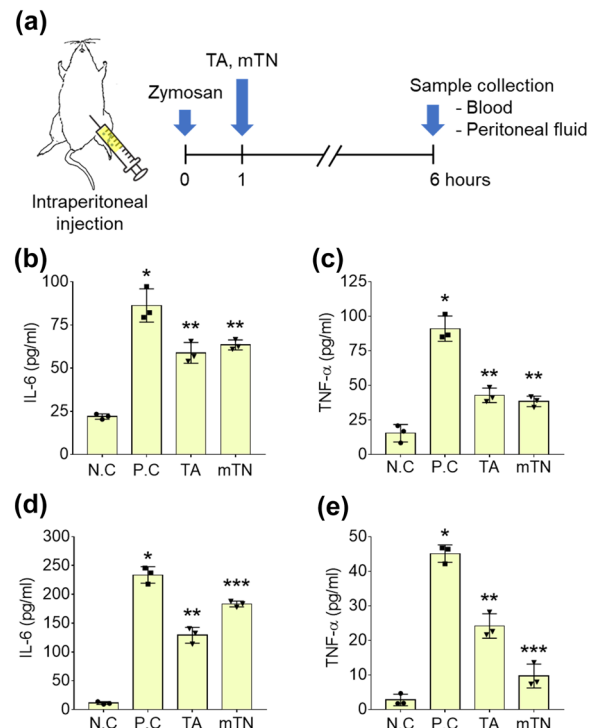 (a)
TA, mTN
Zymosan
Sample collection
- Blood
- Peritoneal fluid
0
1
6 hours
Intraperitoneal
injection
(b)
IL-6 (pg/ml)
100
75
50
25
0
*
**
**
N.C P.C TA mTN
(c)
TNF-α (pg/ml)
125
100
75
50
25
0
*
**
**
N.C P.C TA mTN
(d)
IL-6 (pg/ml)
300
250
200
150
100
50
0
*
**
***
N.C P.C TA mTN
(e)
TNF-α (pg/ml)
50
40
30
20
10
0
*
**
***
N.C P.C TA mTN